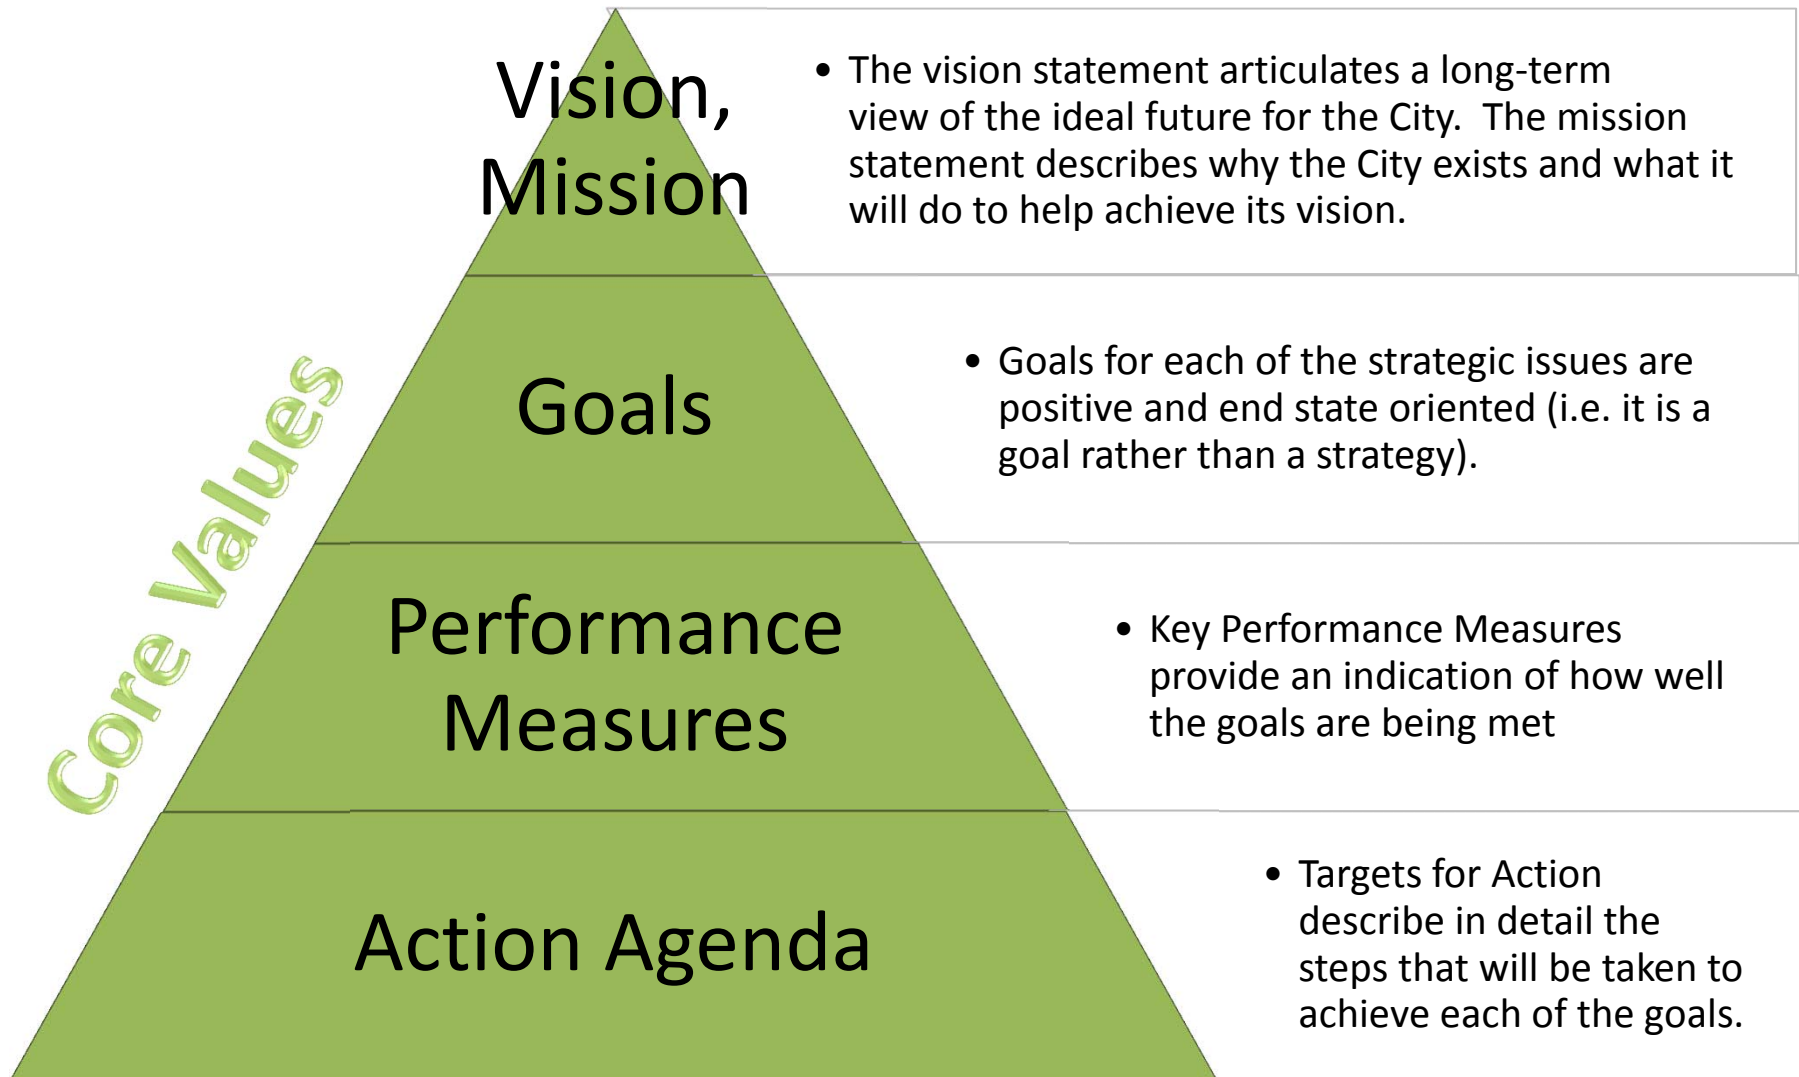 Vision,
Mission
• The vision statement articulates a long-term
view of the ideal future for the City.  The mission
statement describes why the City exists and what it
will do to help achieve its vision.
Goals
• Goals for each of the strategic issues are
positive and end state oriented (i.e. it is a
goal rather than a strategy).
Core Values
Performance
Measures
• Key Performance Measures
provide an indication of how well
the goals are being met
Action Agenda
• Targets for Action
describe in detail the
steps that will be taken to
achieve each of the goals.